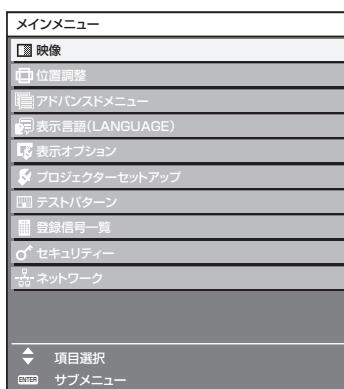 メインメニュー
映像
位置調整
アドバンスドメニュー
表示言語(LANGUAGE)
表示オプション
プロジェクターセットアップ
テストパターン
登録信号一覧
セキュリティー
ネットワーク
項目選択
ENTER サブメニュー